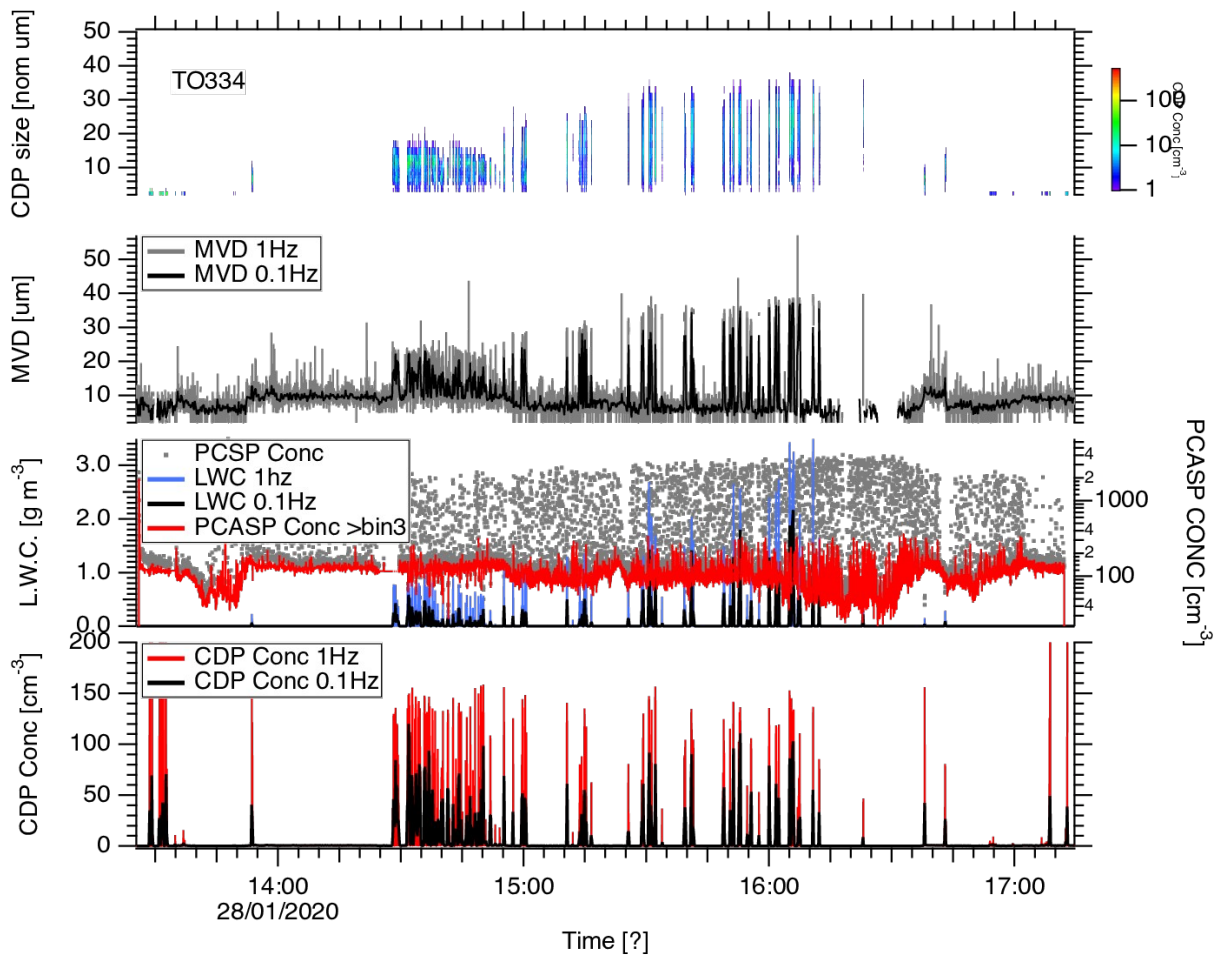 CDP size [nom um]
50
40
30
20
10
TO334
100
10
1
CDP Conc [cm-3]
MVD [um]
50
40
30
20
10
MVD 1Hz
MVD 0.1Hz
L.W.C. [g m-3]
3.0
2.0
1.0
0.0
PCSP Conc
LWC 1hz
LWC 0.1Hz
PCASP Conc >bin3
4
2
1000
4
2
100
4
PCASP CONC [cm-3]
CDP Conc [cm-3]
200
150
100
50
0
CDP Conc 1Hz
CDP Conc 0.1Hz
14:00
15:00
16:00
17:00
28/01/2020
Time [?]